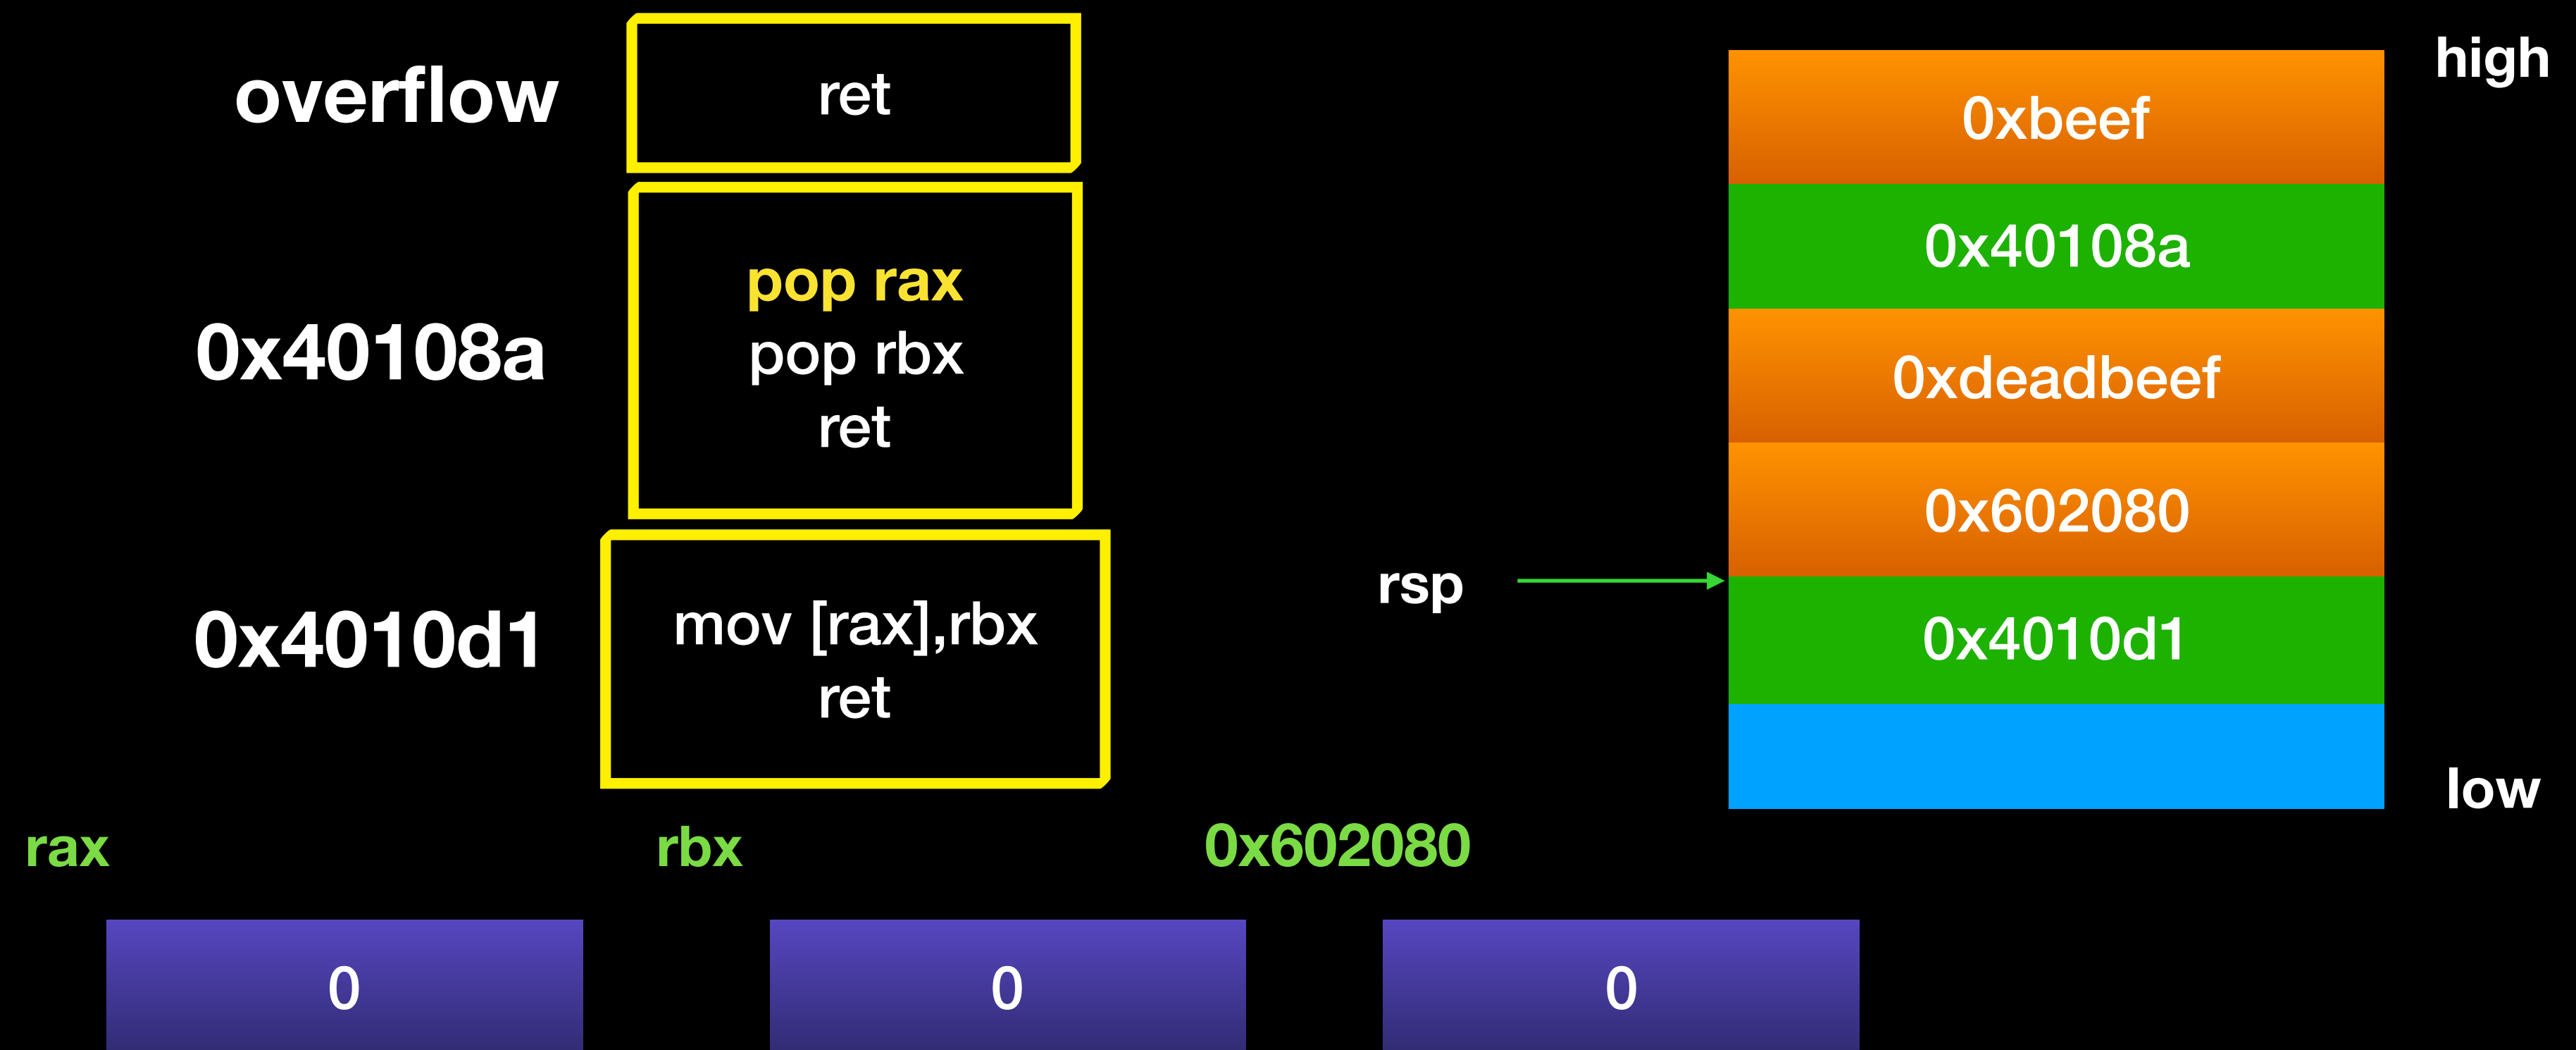 overflow
ret
0x40108a
pop rax
pop rbx
ret
0x4010d1
mov [rax],rbx
ret
high
0xbeef
0x40108a
0xdeadbeef
0x602080
rsp
0x4010d1
low
rax
rbx
0x602080
0
0
0